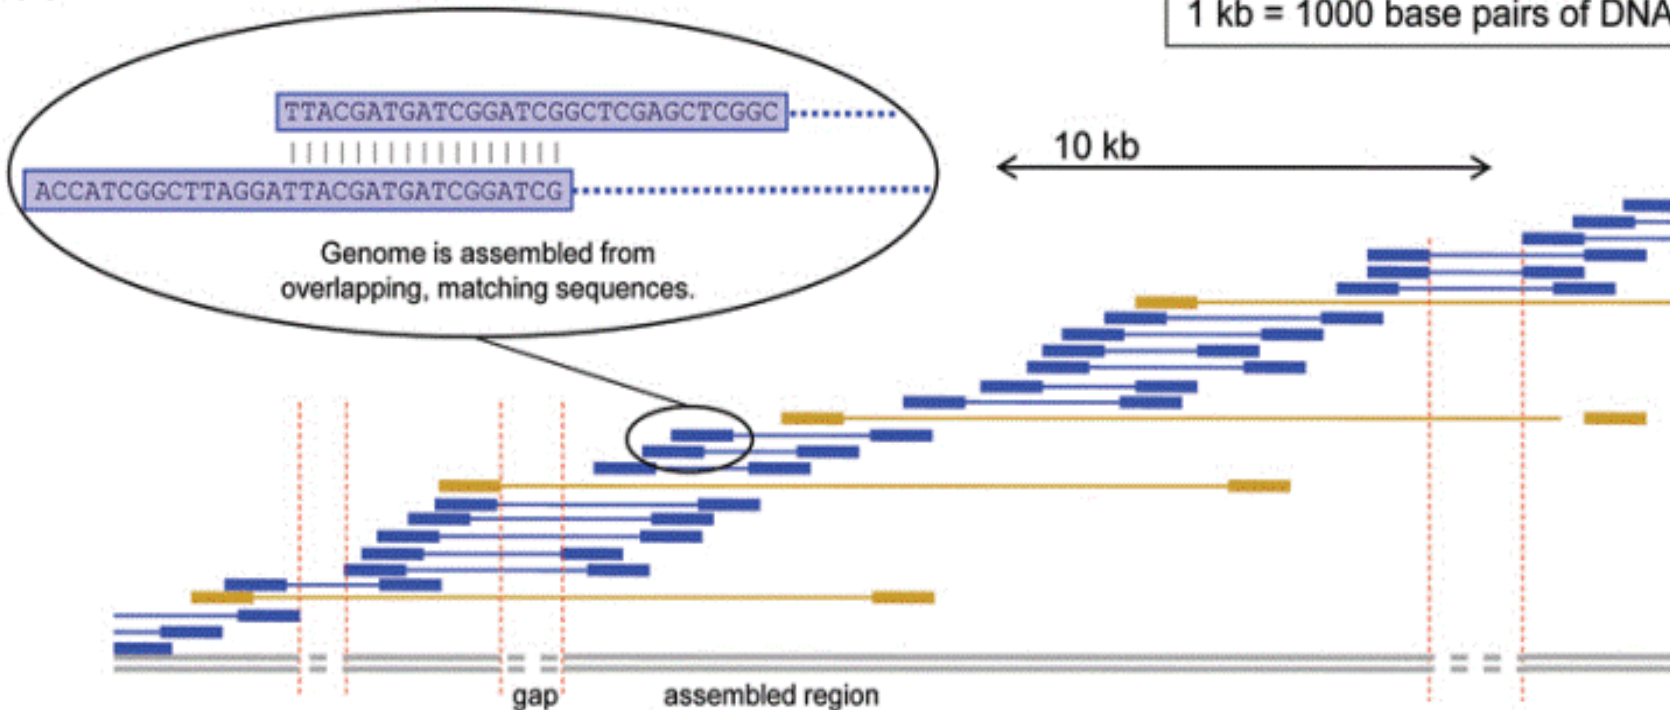 1 kb = 1000 base pairs of DNA
TTACGATGATCGGATCGGCTCGAGCTCGGC
ACCATCGGCTTAGGATTACGATGATCGGATCG
Genome is assembled from
overlapping, matching sequences.
10 kb
gap
assembled region